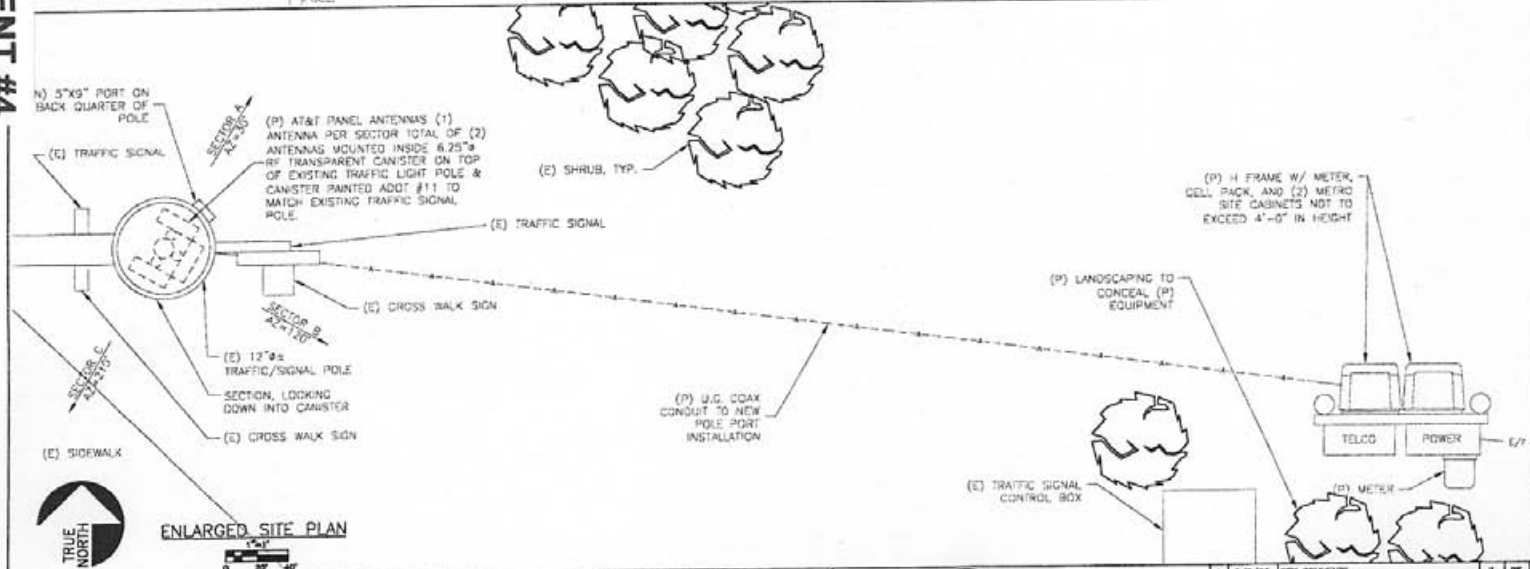 ENT #4
N) 5"X9" PORT ON
BACK QUARTER OF
POLE
(E) TRAFFIC SIGNAL
SECTOR A
AZ=30°
(P) AT&T PANEL ANTENNAS (1)
ANTENNA PER SECTOR TOTAL OF (2)
ANTENNAS MOUNTED INSIDE 6.25"ø
RF TRANSPARENT CANISTER ON TOP
OF EXISTING TRAFFIC LIGHT POLE &
CANISTER PAINTED ADOT #11 TO
MATCH EXISTING TRAFFIC SIGNAL
POLE.
(E) SHRUB, TYP.
(E) TRAFFIC SIGNAL
(E) CROSS WALK SIGN
SECTOR B
AZ=120°
SECTOR C
AZ=210°
(E) 12"ø±
TRAFFIC/SIGNAL POLE
SECTION, LOOKING
DOWN INTO CANISTER
(E) CROSS WALK SIGN
(E) SIDEWALK
(P) H FRAME W/ METER,
CELL PACK, AND (2) METRO
SITE CABINETS NOT TO
EXCEED 4'-0" IN HEIGHT
(P) LANDSCAPING TO
CONCEAL (P)
EQUIPMENT
(P) U.G. COAX
CONDUIT TO NEW
POLE PORT
INSTALLATION
TELCO
POWER
(P) METER
(E) TRAFFIC SIGNAL
CONTROL BOX
TRUE
NORTH
ENLARGED SITE PLAN